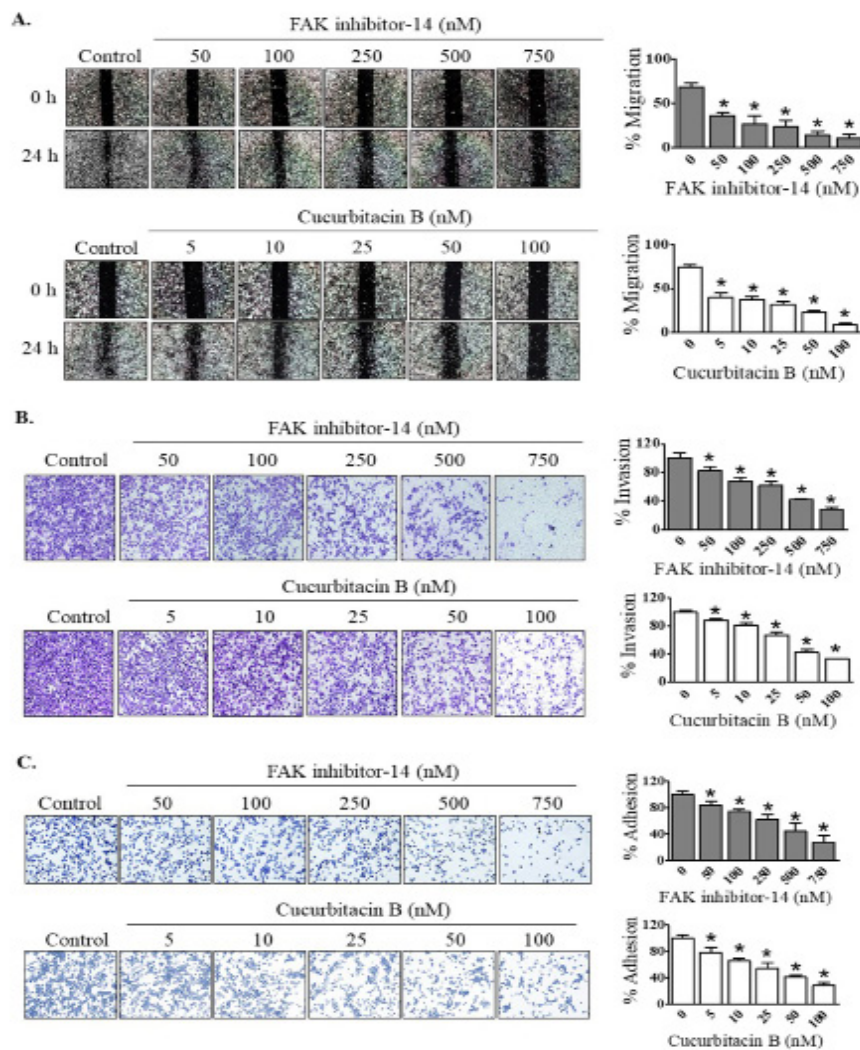 A.
FAK inhibitor-14 (nM)
Control 50 100 250 500 750
0 h
24 h
% Migration
100
50
0
* * * * *
0 50 100 250 500 750
FAK inhibitor-14 (nM)
Cucurbitacin B (nM)
Control 5 10 25 50 100
0 h
24 h
% Migration
100
50
0
* * * * *
0 5 10 25 50 100
Cucurbitacin B (nM)
B.
FAK inhibitor-14 (nM)
Control 50 100 250 500 750
% Invasion
120
80
40
0
* * * * *
0 50 100 250 500 750
FAK inhibitor-14 (nM)
Cucurbitacin B (nM)
Control 5 10 25 50 100
% Invasion
120
80
40
0
* * * * *
0 5 10 25 50 100
Cucurbitacin B (nM)
C.
FAK inhibitor-14 (nM)
Control 50 100 250 500 750
% Adhesion
120
80
40
0
* * * * *
0 50 100 250 500 750
FAK inhibitor-14 (nM)
Cucurbitacin B (nM)
Control 5 10 25 50 100
% Adhesion
120
80
40
0
* * * * *
0 5 10 25 50 100
Cucurbitacin B (nM)